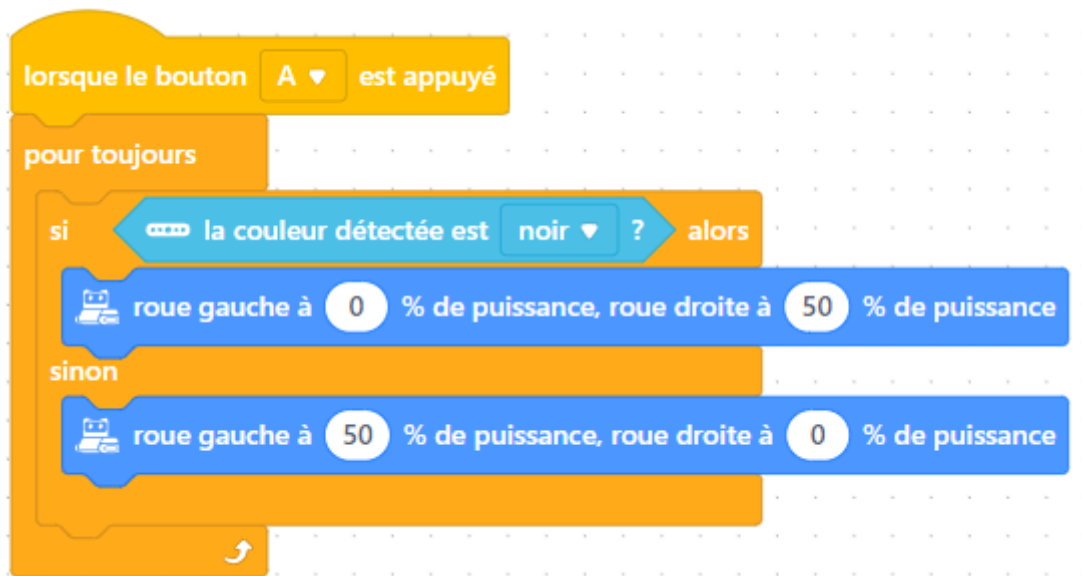 lorsque le bouton A est appuyé
pour toujours
si la couleur détectée est noir ? alors
roue gauche à 0 % de puissance, roue droite à 50 % de puissance
sinon
roue gauche à 50 % de puissance, roue droite à 0 % de puissance